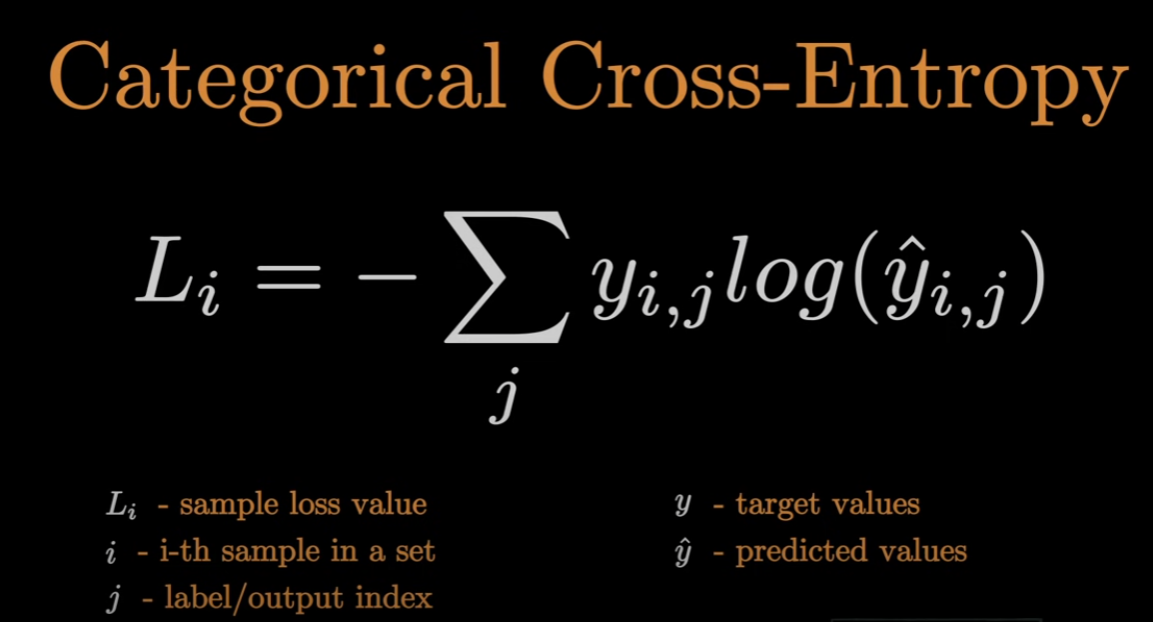 Categorical Cross-Entropy
L_i = - \sum_j y_{i,j} log(\hat{y}_{i,j})
L_i - sample loss value
i - i-th sample in a set
j - label/output index
y - target values
ŷ - predicted values